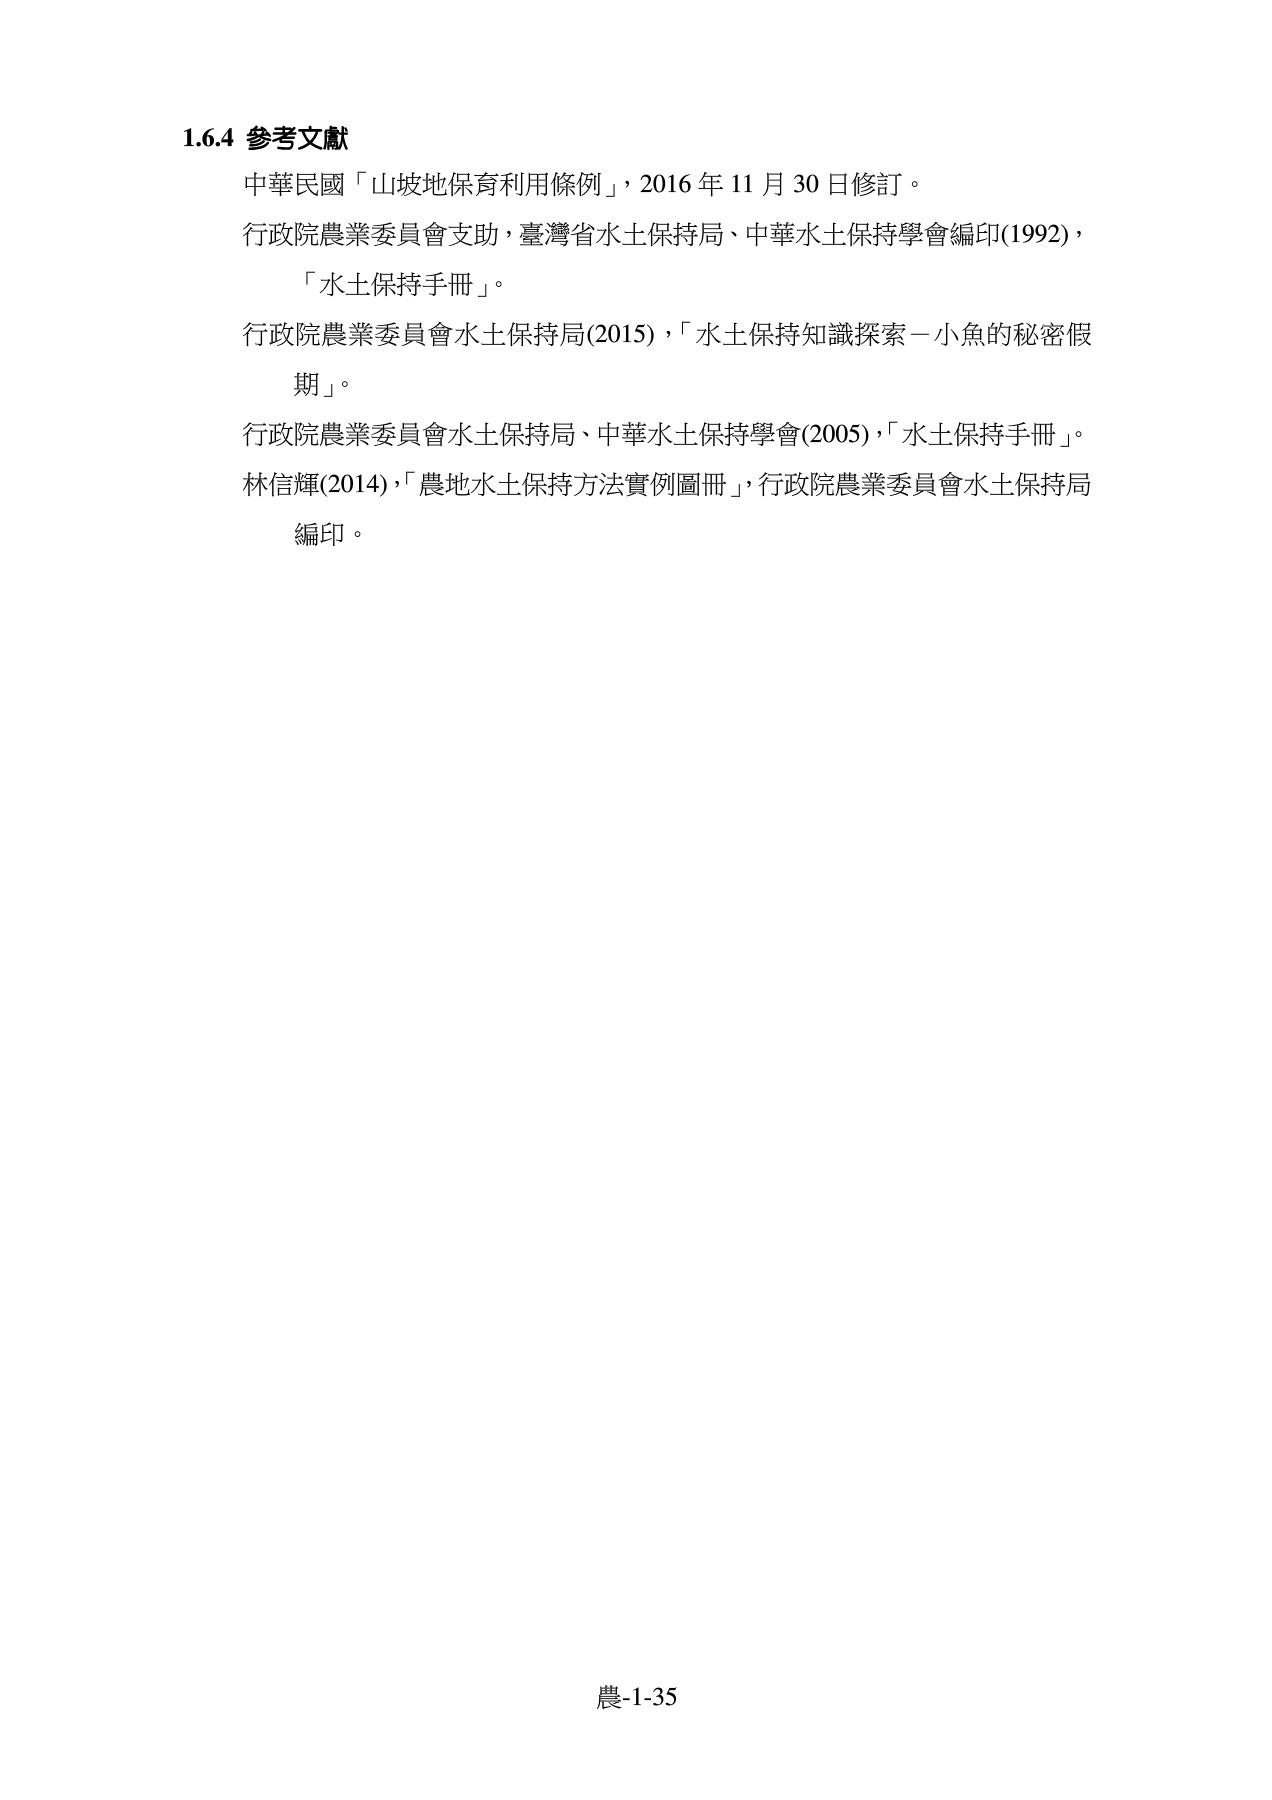 1.6.4 參考文獻
中華民國「山坡地保育利用條例」，2016 年 11 月 30 日修訂。
行政院農業委員會支助，臺灣省水土保持局、中華水土保持學會編印(1992)，
「水土保持手冊」。
行政院農業委員會水土保持局(2015)，「水土保持知識探索－小魚的秘密假
期」。
行政院農業委員會水土保持局、中華水土保持學會(2005)，「水土保持手冊」。
林信輝(2014)，「農地水土保持方法實例圖冊」，行政院農業委員會水土保持局
編印。
農-1-35